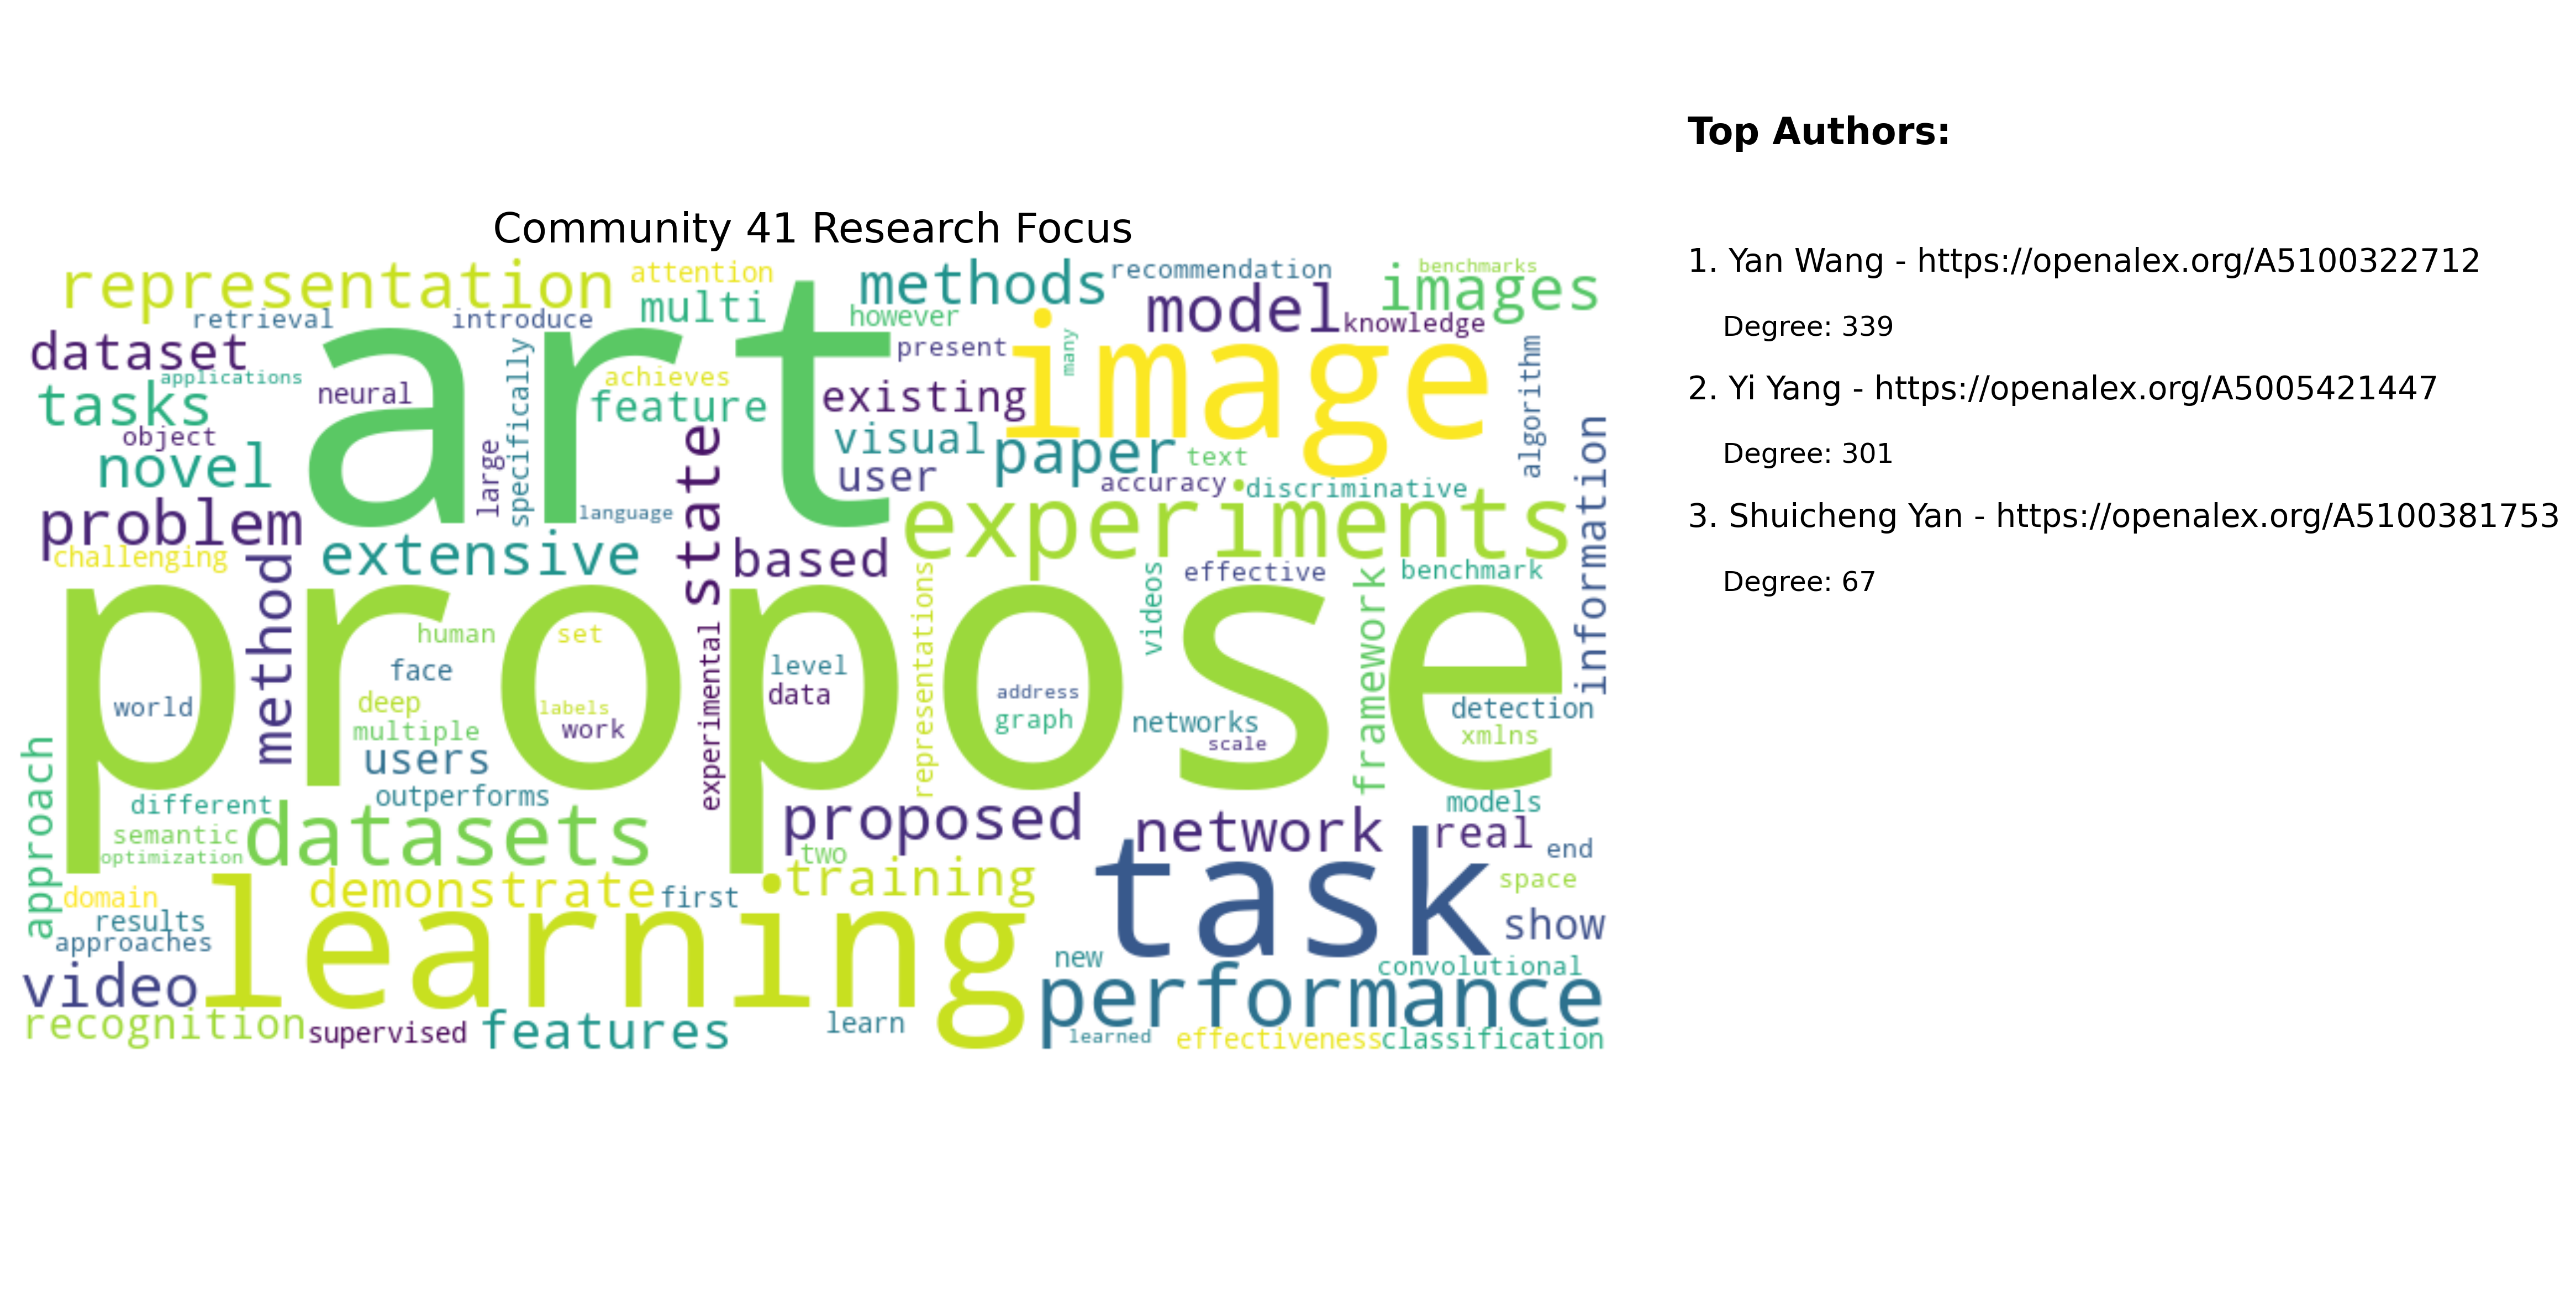 Community 41 Research Focus
representation
attention
methods
recommendation
benchmarks
images
retrieval
introduce
multi
however
model
knowledge
dataset
art
present
many
image
applications
neural
specifically
achieves
existing
algorithm
tasks
feature
object
visual
paper
text
novel
large
state
user
accuracy
discriminative
information
problem
language
experiments
challenging
extensive
based
effective
benchmark
method
propose
representations
videos
framework
human
set
experimental
level
face
world
deep
labels
data
address
detection
multiple
work
graph
networks
xmlns
users
scale
approach
different
outperforms
models
semantic
datasets
proposed
network
real
optimization
two
task
end
domain
demonstrate
first
training
space
results
learning
show
approaches
new
convolutional
video
performance
recognition
supervised
features
learn
learned
effectiveness
classification
Top Authors:
1. Yan Wang - https://openalex.org/A5100322712
Degree: 339
2. Yi Yang - https://openalex.org/A5005421447
Degree: 301
3. Shuicheng Yan - https://openalex.org/A5100381753
Degree: 67